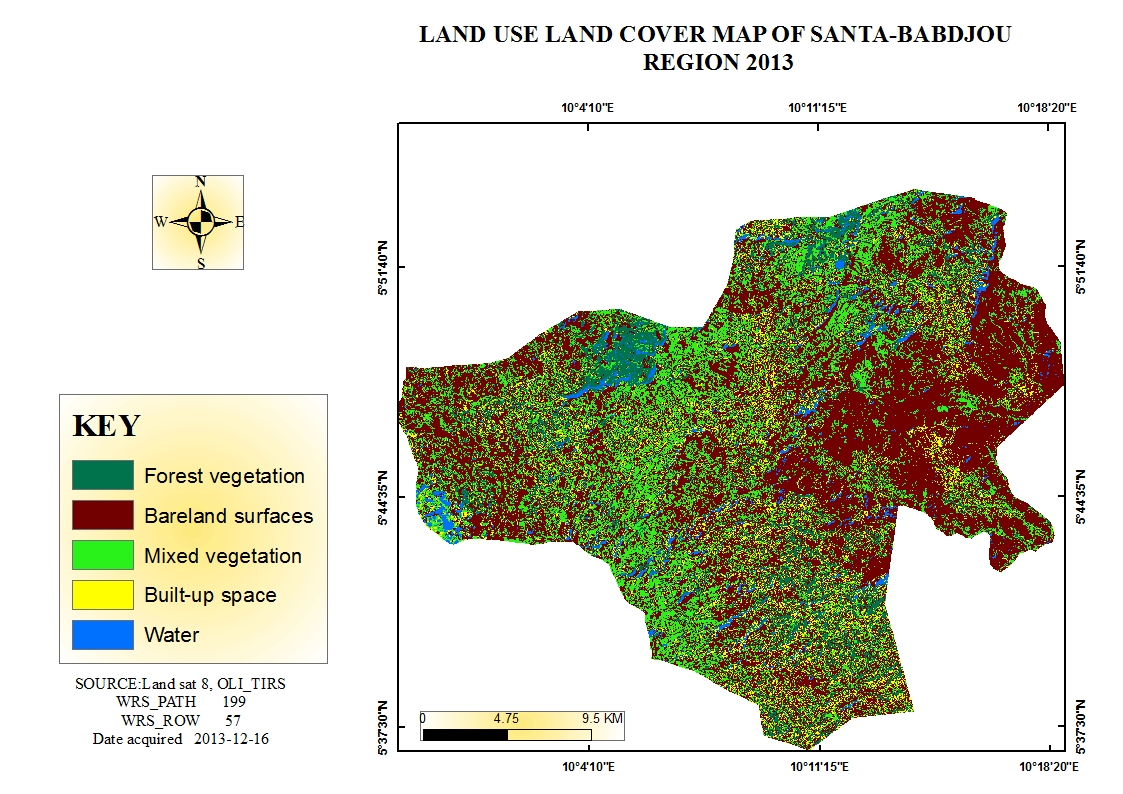 LAND USE LAND COVER MAP OF SANTA-BABDJOU
REGION 2013
10°4'10"E
10°11'15"E
10°18'20"E
N
W
E
S
5°51'40"N
5°51'40"N
5°44'35"N
5°44'35"N
5°37'30"N
5°37'30"N
KEY
Forest vegetation
Bareland surfaces
Mixed vegetation
Built-up space
Water
SOURCE:Land sat 8, OLI_TIRS
WRS_PATH 199
WRS_ROW 57
Date acquired 2013-12-16
0 4.75 9.5 KM
10°4'10"E
10°11'15"E
10°18'20"E